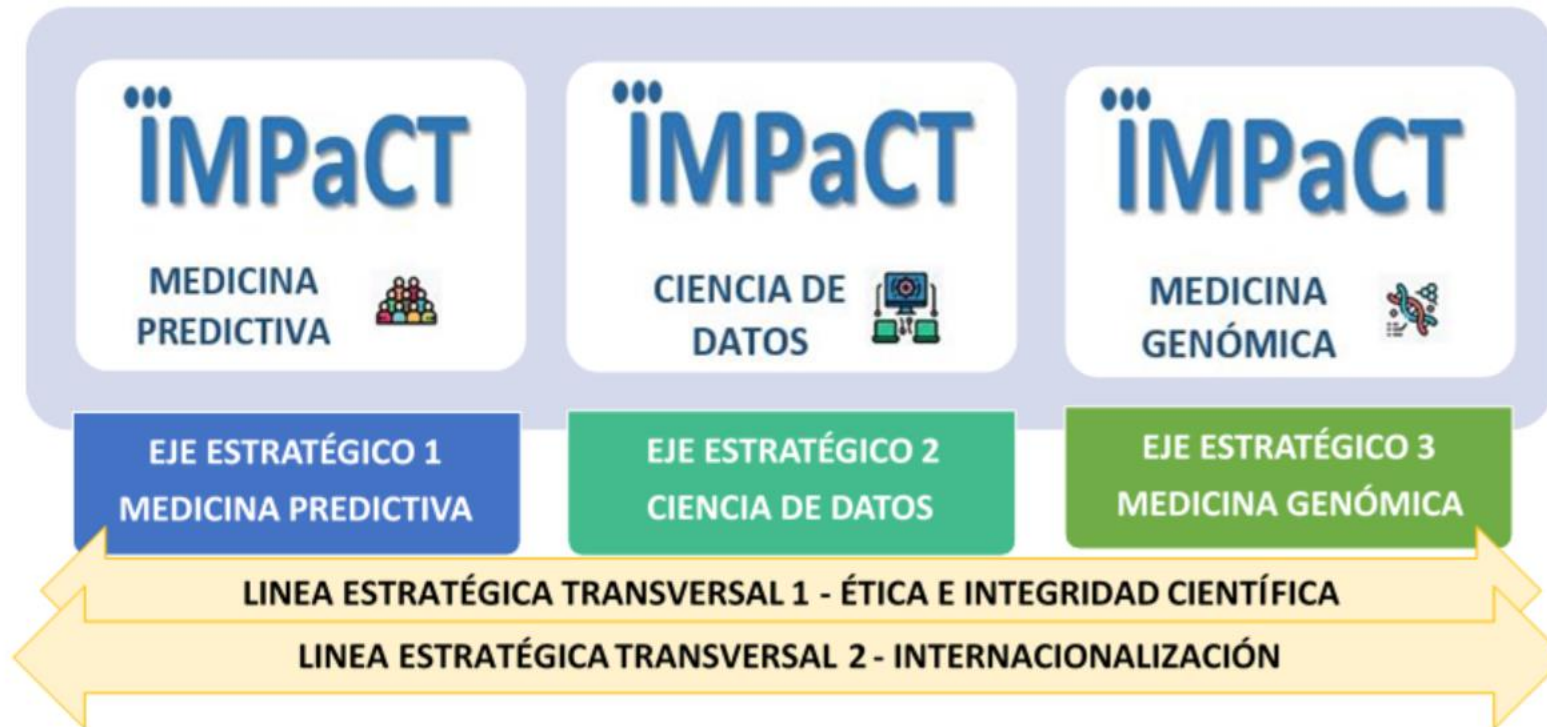 IMPaCT
MEDICINA
PREDICTIVA
IMPaCT
CIENCIA DE
DATOS
IMPaCT
MEDICINA
GENÓMICA
EJE ESTRATÉGICO 1
MEDICINA PREDICTIVA
EJE ESTRATÉGICO 2
CIENCIA DE DATOS
EJE ESTRATÉGICO 3
MEDICINA GENÓMICA
LINEA ESTRATÉGICA TRANSVERSAL 1 - ÉTICA E INTEGRIDAD CIENTÍFICA
LINEA ESTRATÉGICA TRANSVERSAL 2 - INTERNACIONALIZACIÓN